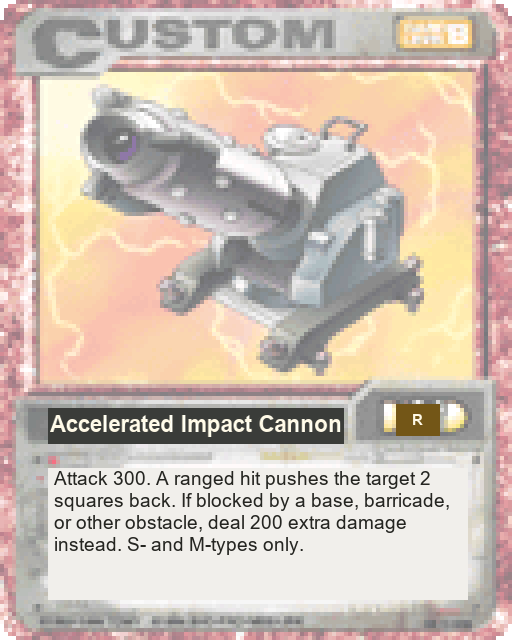 CUSTOM
Accelerated Impact Cannon
R
Attack 300. A ranged hit pushes the target 2
squares back. If blocked by a base, barricade,
or other obstacle, deal 200 extra damage
instead. S- and M-types only.